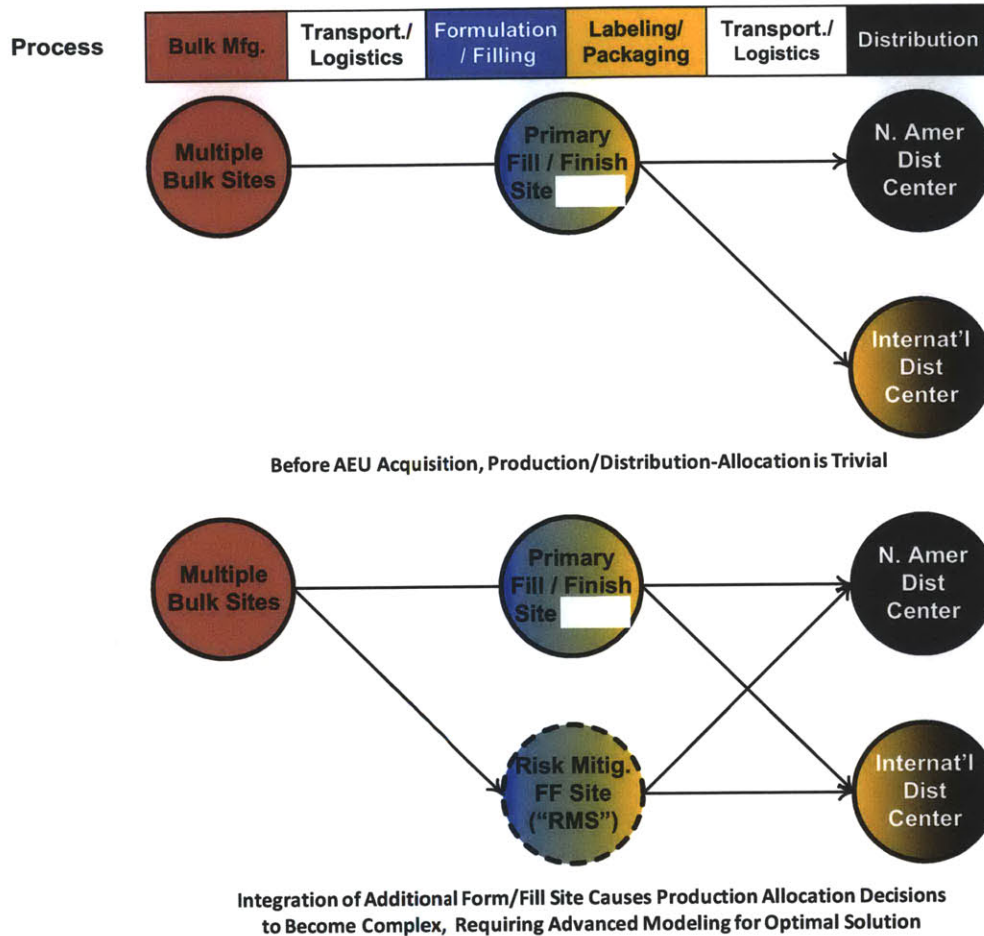 Process
Bulk Mfg.
Transport./
Logistics
Formulation
/ Filling
Labeling/
Packaging
Transport./
Logistics
Distribution
Multiple
Bulk Sites
Primary
Fill / Finish
Site
N. Amer
Dist
Center
Internat'l
Dist
Center
Before AEU Acquisition, Production/Distribution-Allocation is Trivial
Multiple
Bulk Sites
Primary
Fill / Finish
Site
N. Amer
Dist
Center
Risk Mitig.
FF Site
("RMS")
Internat'l
Dist
Center
Integration of Additional Form/Fill Site Causes Production Allocation Decisions
to Become Complex, Requiring Advanced Modeling for Optimal Solution